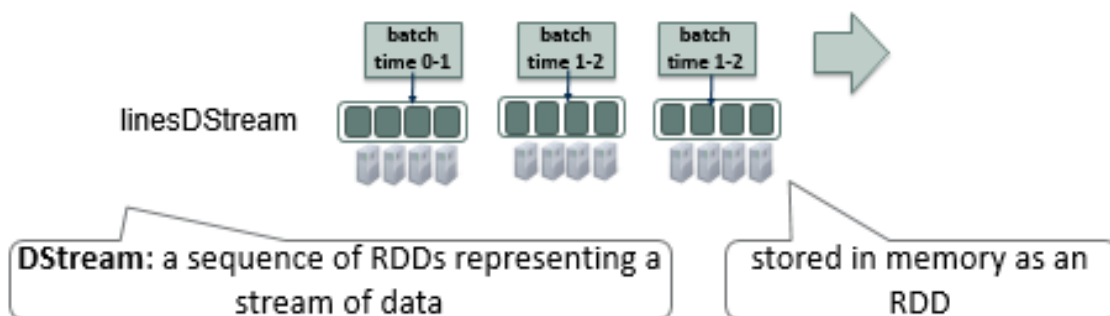 batch
time 0-1
batch
time 1-2
batch
time 1-2
linesDStream
DStream: a sequence of RDDs representing a
stream of data
stored in memory as an
RDD